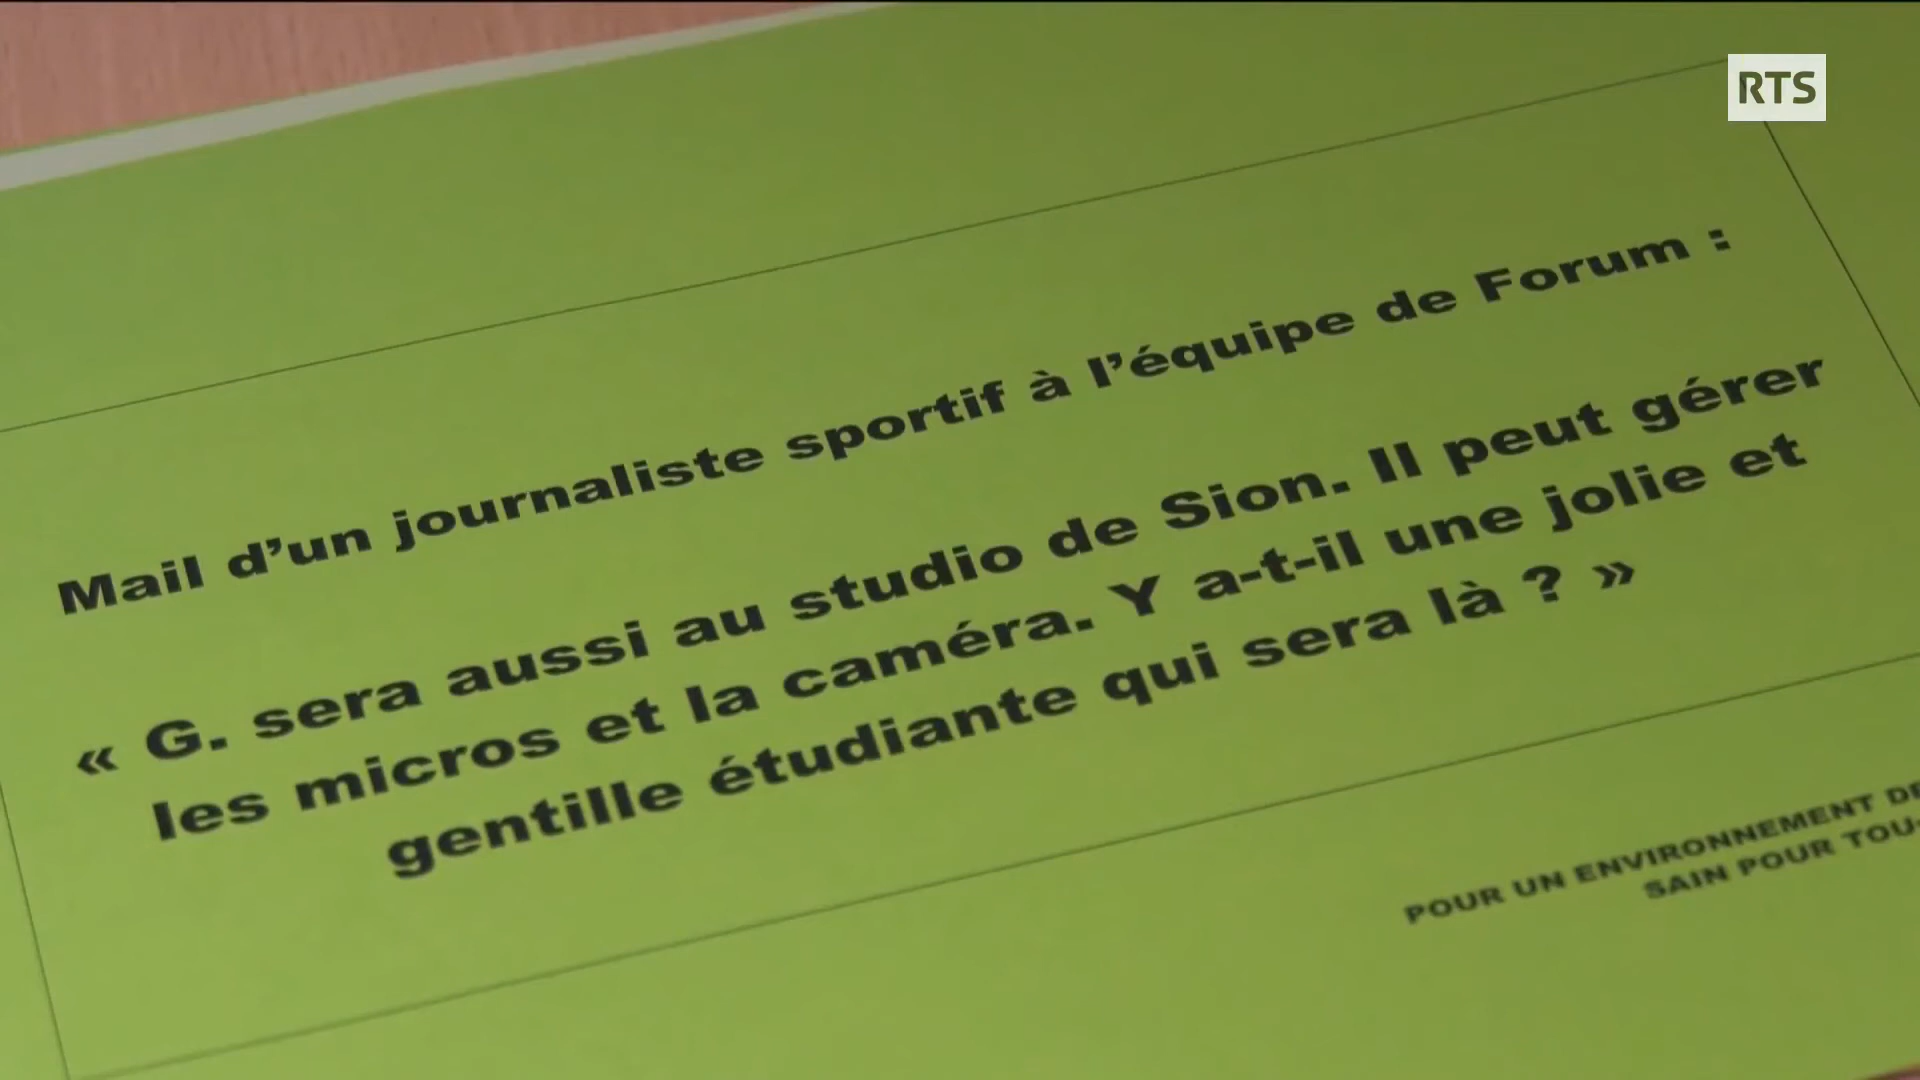 RTS
Mail d’un journaliste sportif à l’équipe de Forum :
« G. sera aussi au studio de Sion. Il peut gérer
les micros et la caméra. Y a-t-il une jolie et
gentille étudiante qui sera là ? »
POUR UN ENVIRONNEMENT DE
SAIN POUR